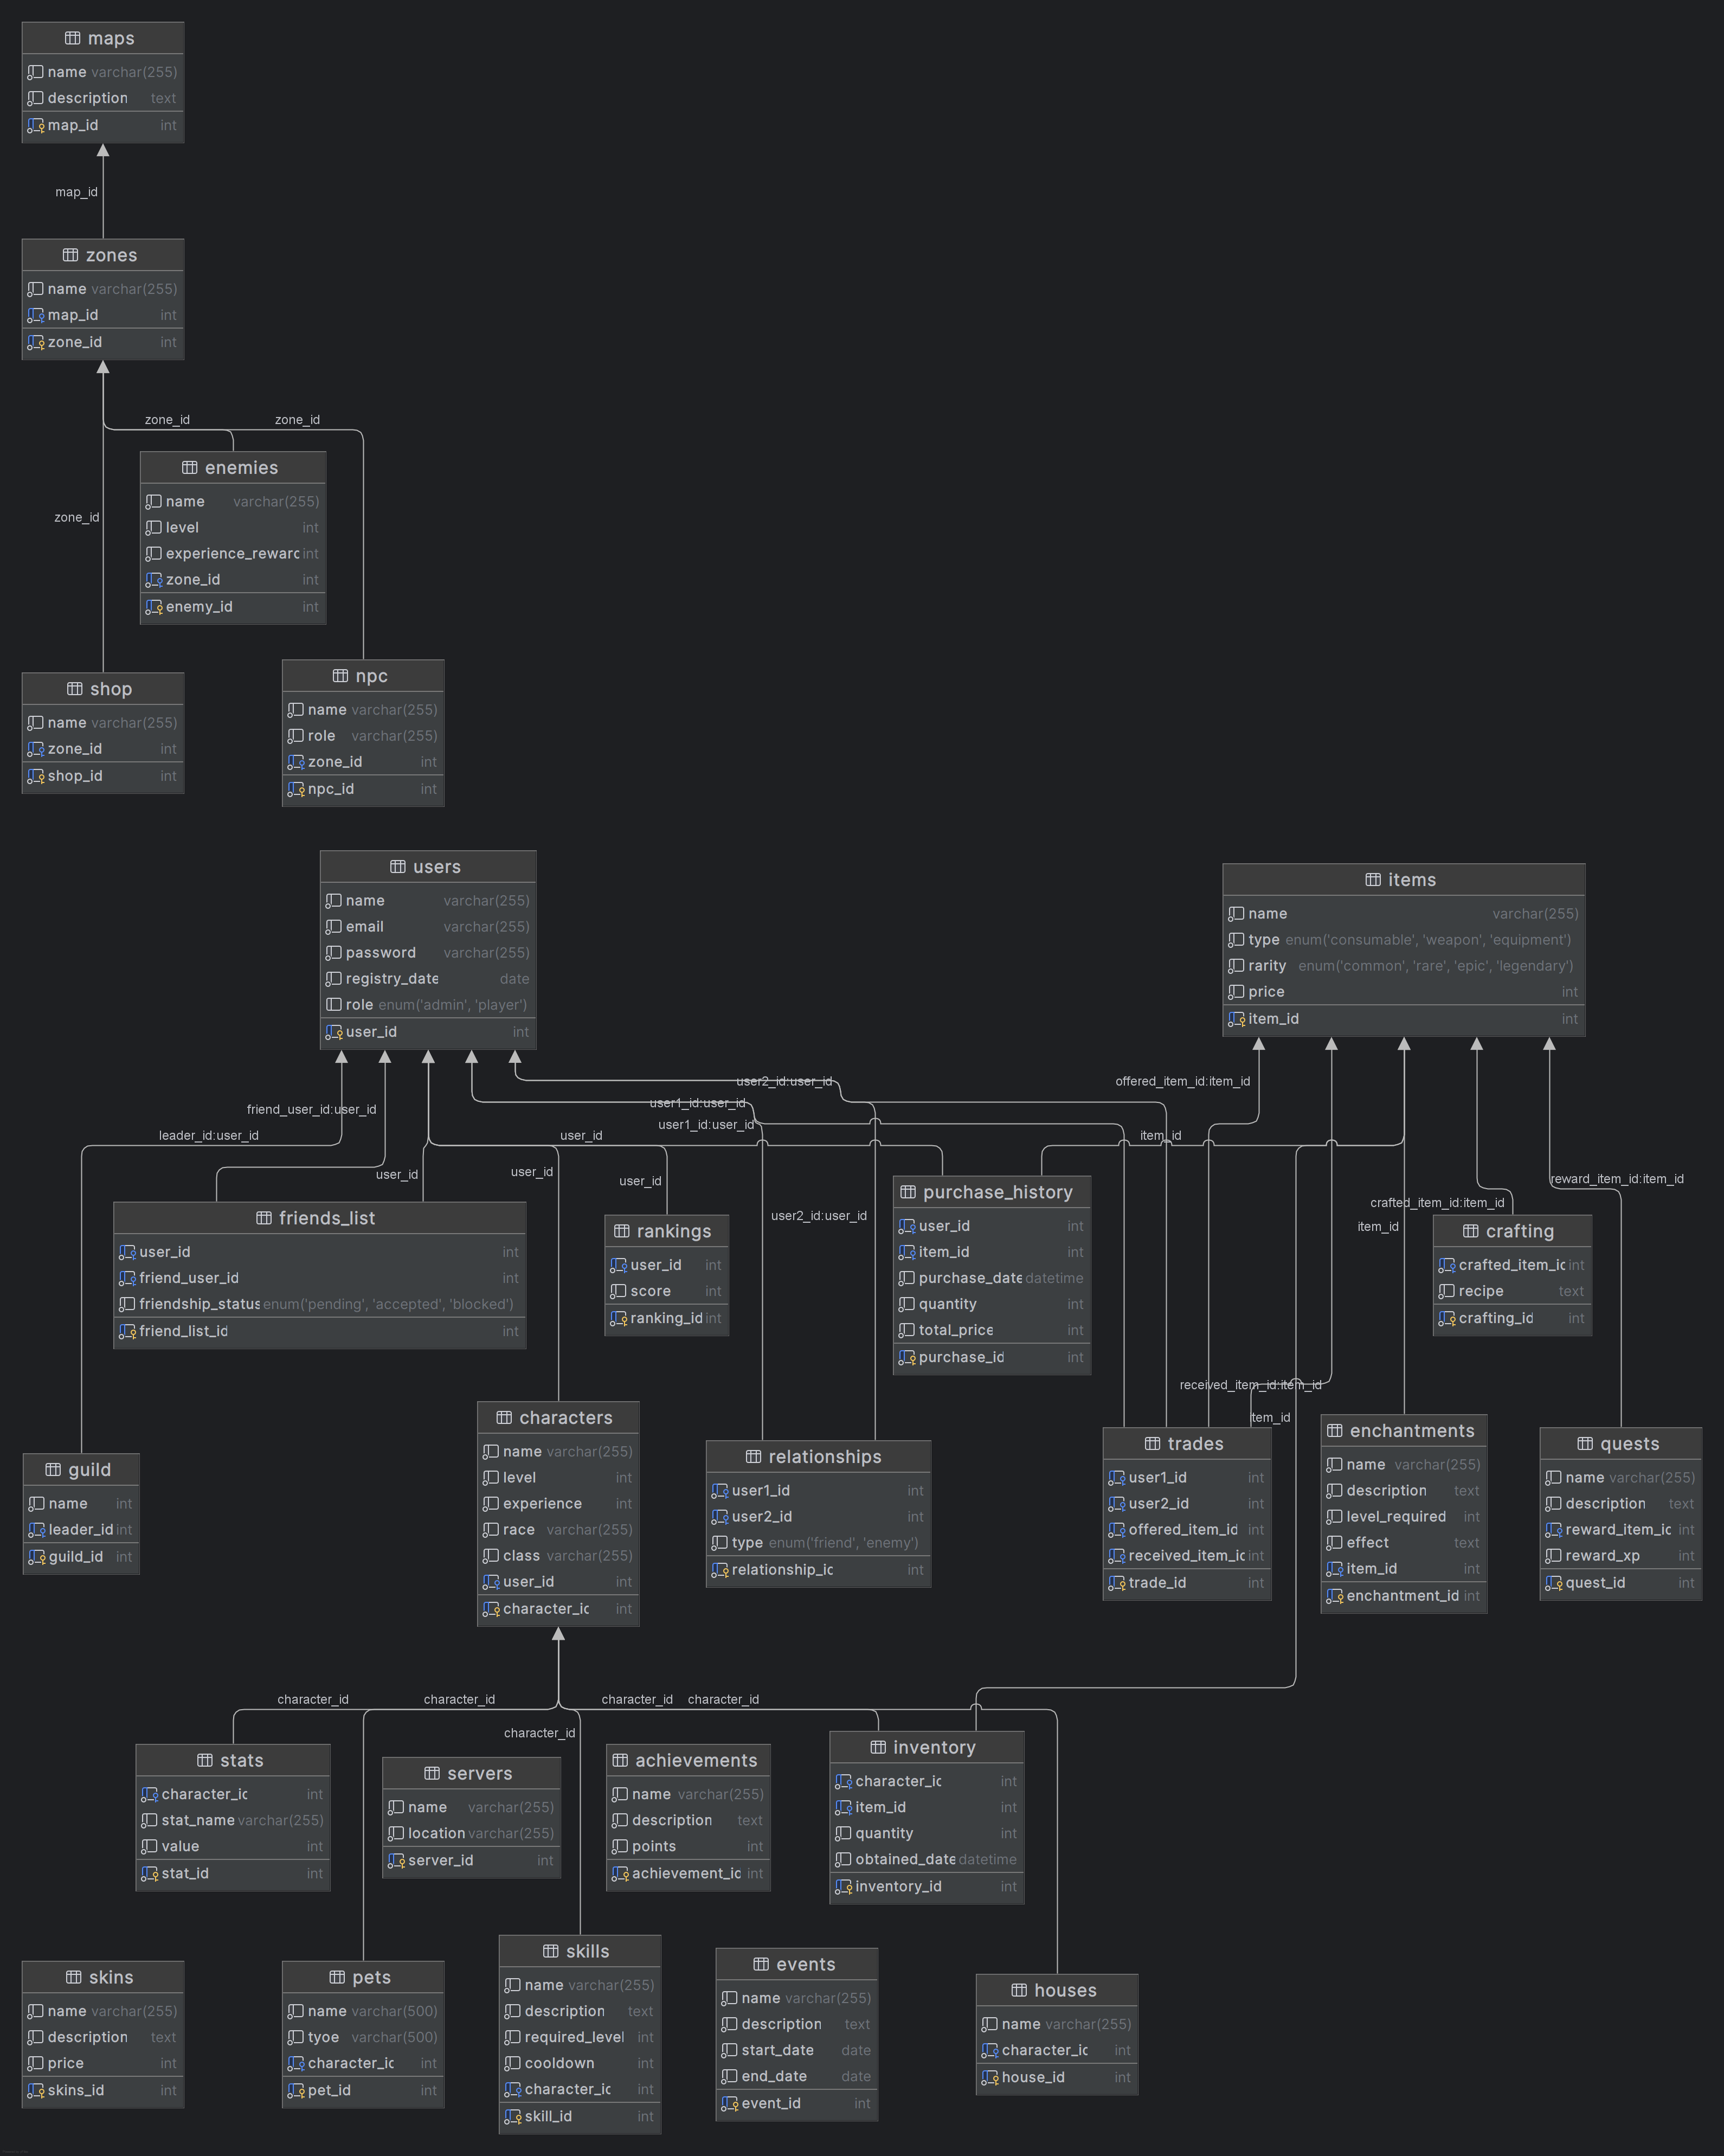 maps
name varchar(255)
description text
map_id int
map_id
zones
name varchar(255)
map_id int
zone_id int
zone_id zone_id
enemies
name varchar(255)
level int
experience_reward int
zone_id int
enemy_id int
zone_id
shop
name varchar(255)
zone_id int
shop_id int
npc
name varchar(255)
role varchar(255)
zone_id int
npc_id int
users
name varchar(255)
email varchar(255)
password varchar(255)
registry_date date
role enum('admin', 'player')
user_id int
items
name varchar(255)
type enum('consumable', 'weapon', 'equipment')
rarity enum('common', 'rare', 'epic', 'legendary')
price int
item_id int
user2_id:user_id
offered_item_id:item_id
user1_id:user_id
friend_user_id:user_id
user1_id:user_id
leader_id:user_id
user_id
item_id
user_id
user_id
user_id
reward_item_id:item_id
crafted_item_id:item_id
user2_id:user_id
item_id
friends_list
user_id int
friend_user_id int
friendship_status enum('pending', 'accepted', 'blocked')
friend_list_id int
rankings
user_id int
score int
ranking_id int
purchase_history
user_id int
item_id int
purchase_date datetime
quantity int
total_price int
purchase_id int
crafting
crafted_item_id int
recipe text
crafting_id int
received_item_id:item_id
item_id
guild
name int
leader_id int
guild_id int
characters
name varchar(255)
level int
experience int
race varchar(255)
class varchar(255)
user_id int
character_id int
relationships
user1_id int
user2_id int
type enum('friend', 'enemy')
relationship_id int
trades
user1_id int
user2_id int
offered_item_id int
received_item_id int
trade_id int
enchantments
name varchar(255)
description text
level_required int
effect text
item_id int
enchantment_id int
quests
name varchar(255)
description text
reward_item_id int
reward_xp int
quest_id int
character_id character_id character_id character_id
character_id
stats
character_id int
stat_name varchar(255)
value int
stat_id int
servers
name varchar(255)
location varchar(255)
server_id int
achievements
name varchar(255)
description text
points int
achievement_id int
inventory
character_id int
item_id int
quantity int
obtained_date datetime
inventory_id int
skins
name varchar(255)
description text
price int
skins_id int
pets
name varchar(500)
tyoe varchar(500)
character_id int
pet_id int
skills
name varchar(255)
description text
required_level int
cooldown int
character_id int
skill_id int
events
name varchar(255)
description text
start_date date
end_date date
event_id int
houses
name varchar(255)
character_id int
house_id int